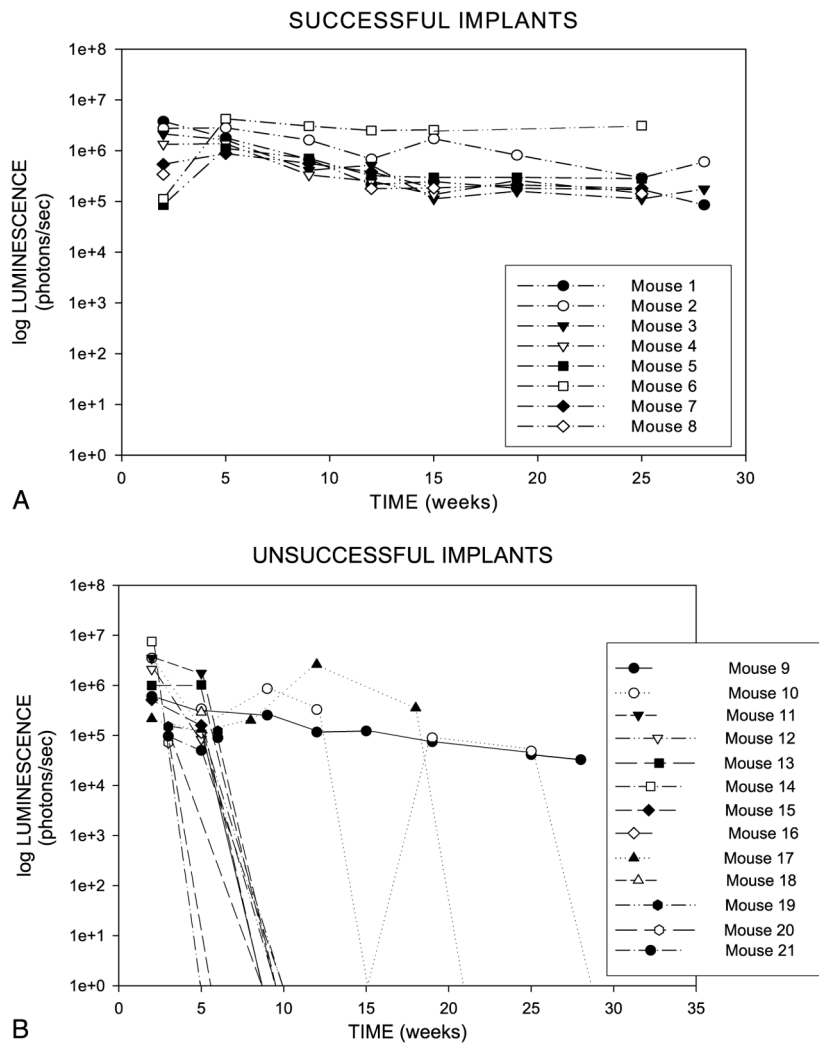 SUCCESSFUL IMPLANTS
1e+8
1e+7
1e+6
1e+5
1e+4
1e+3
1e+2
1e+1
1e+0
log LUMINESCENCE
(photons/sec)
Mouse 1
Mouse 2
Mouse 3
Mouse 4
Mouse 5
Mouse 6
Mouse 7
Mouse 8
0 5 10 15 20 25 30
TIME (weeks)
A
UNSUCCESSFUL IMPLANTS
1e+8
1e+7
1e+6
1e+5
1e+4
1e+3
1e+2
1e+1
1e+0
log LUMINESCENCE
(photons/sec)
Mouse 9
Mouse 10
Mouse 11
Mouse 12
Mouse 13
Mouse 14
Mouse 15
Mouse 16
Mouse 17
Mouse 18
Mouse 19
Mouse 20
Mouse 21
0 5 10 15 20 25 30 35
TIME (weeks)
B